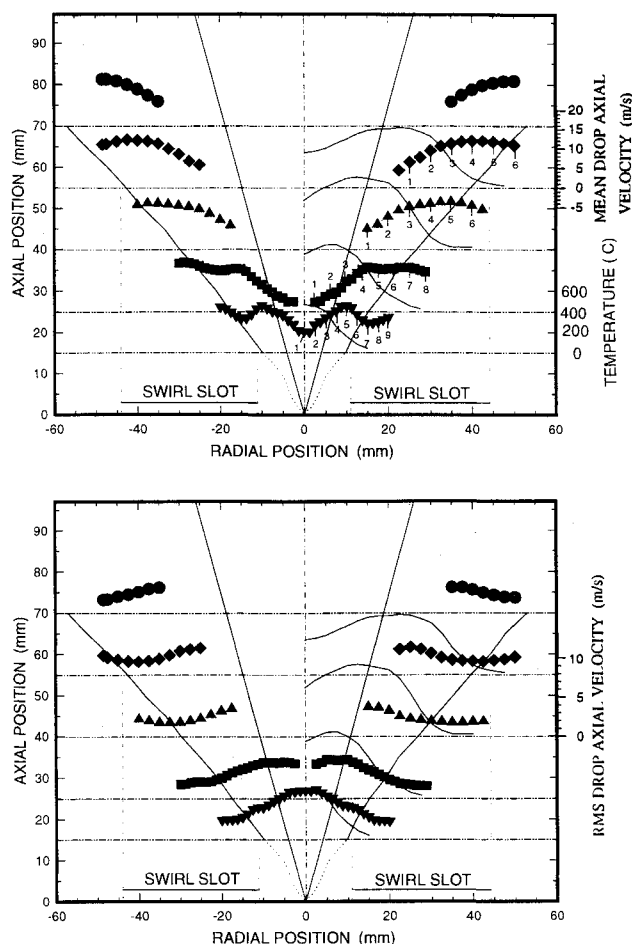 AXIAL POSITION (mm)
90
80
70
60
50
40
30
20
10
0
20
15
10
5
0
-5
MEAN DROP AXIAL
VELOCITY (m/s)
600
400
200
0
TEMPERATURE (C)
1 2 3 4 5 6
1 2 3 4 5 6
1 2 3 4 5 6 7 8
1 2 3 4 5 6 7 8 9
SWIRL SLOT
SWIRL SLOT
-60 -40 -20 0 20 40 60
RADIAL POSITION (mm)
AXIAL POSITION (mm)
90
80
70
60
50
40
30
20
10
0
10
5
0
RMS DROP AXIAL VELOCITY (m/s)
SWIRL SLOT
SWIRL SLOT
-60 -40 -20 0 20 40 60
RADIAL POSITION (mm)